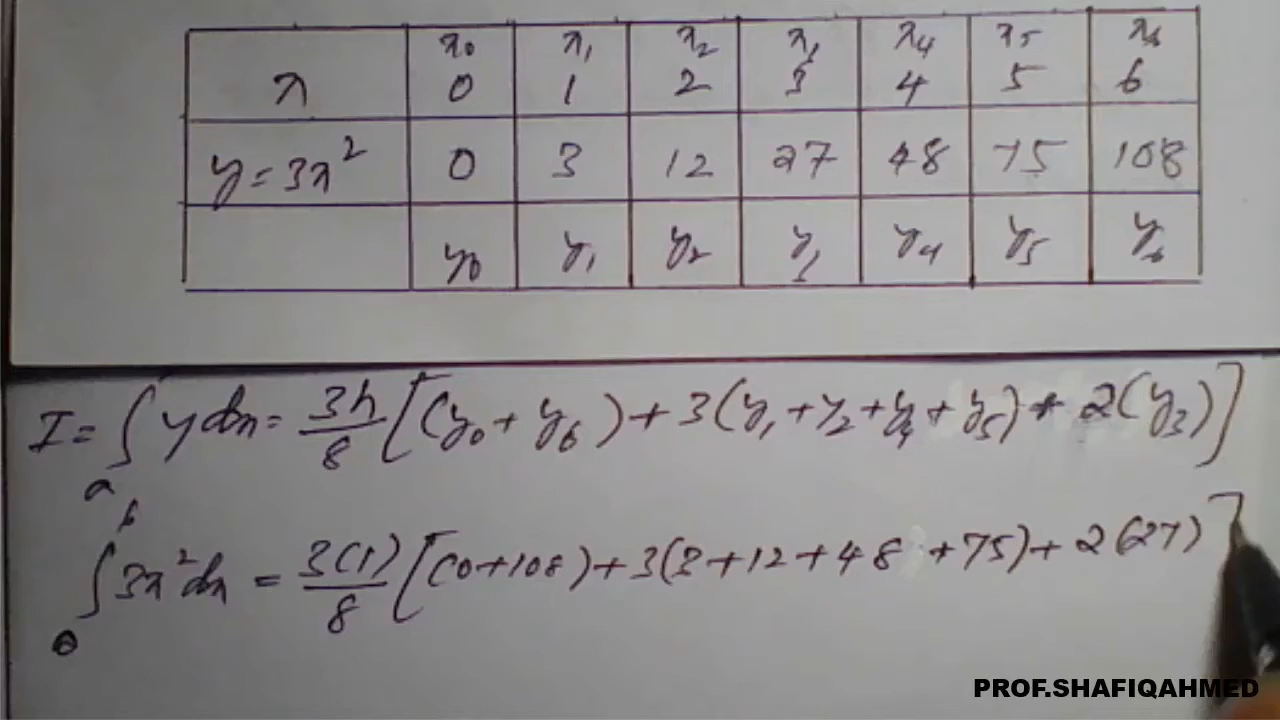 x₀ x₁ x₂ x₃ x₄ x₅ x₆
x 0 1 2 3 4 5 6
y = 3x² 0 3 12 27 48 75 108
y₀ y₁ y₂ y₃ y₄ y₅ y₆
I = ∫ₐ y dx = 3h/8 [(y₀ + y₆) + 3(y₁ + y₂ + y₄ + y₅) + 2(y₃)]
∫₀⁶ 3x² dx = 3(1)/8 [(0+108) + 3(3+12+48+75) + 2(27)]
PROF.SHAFIQAHMED